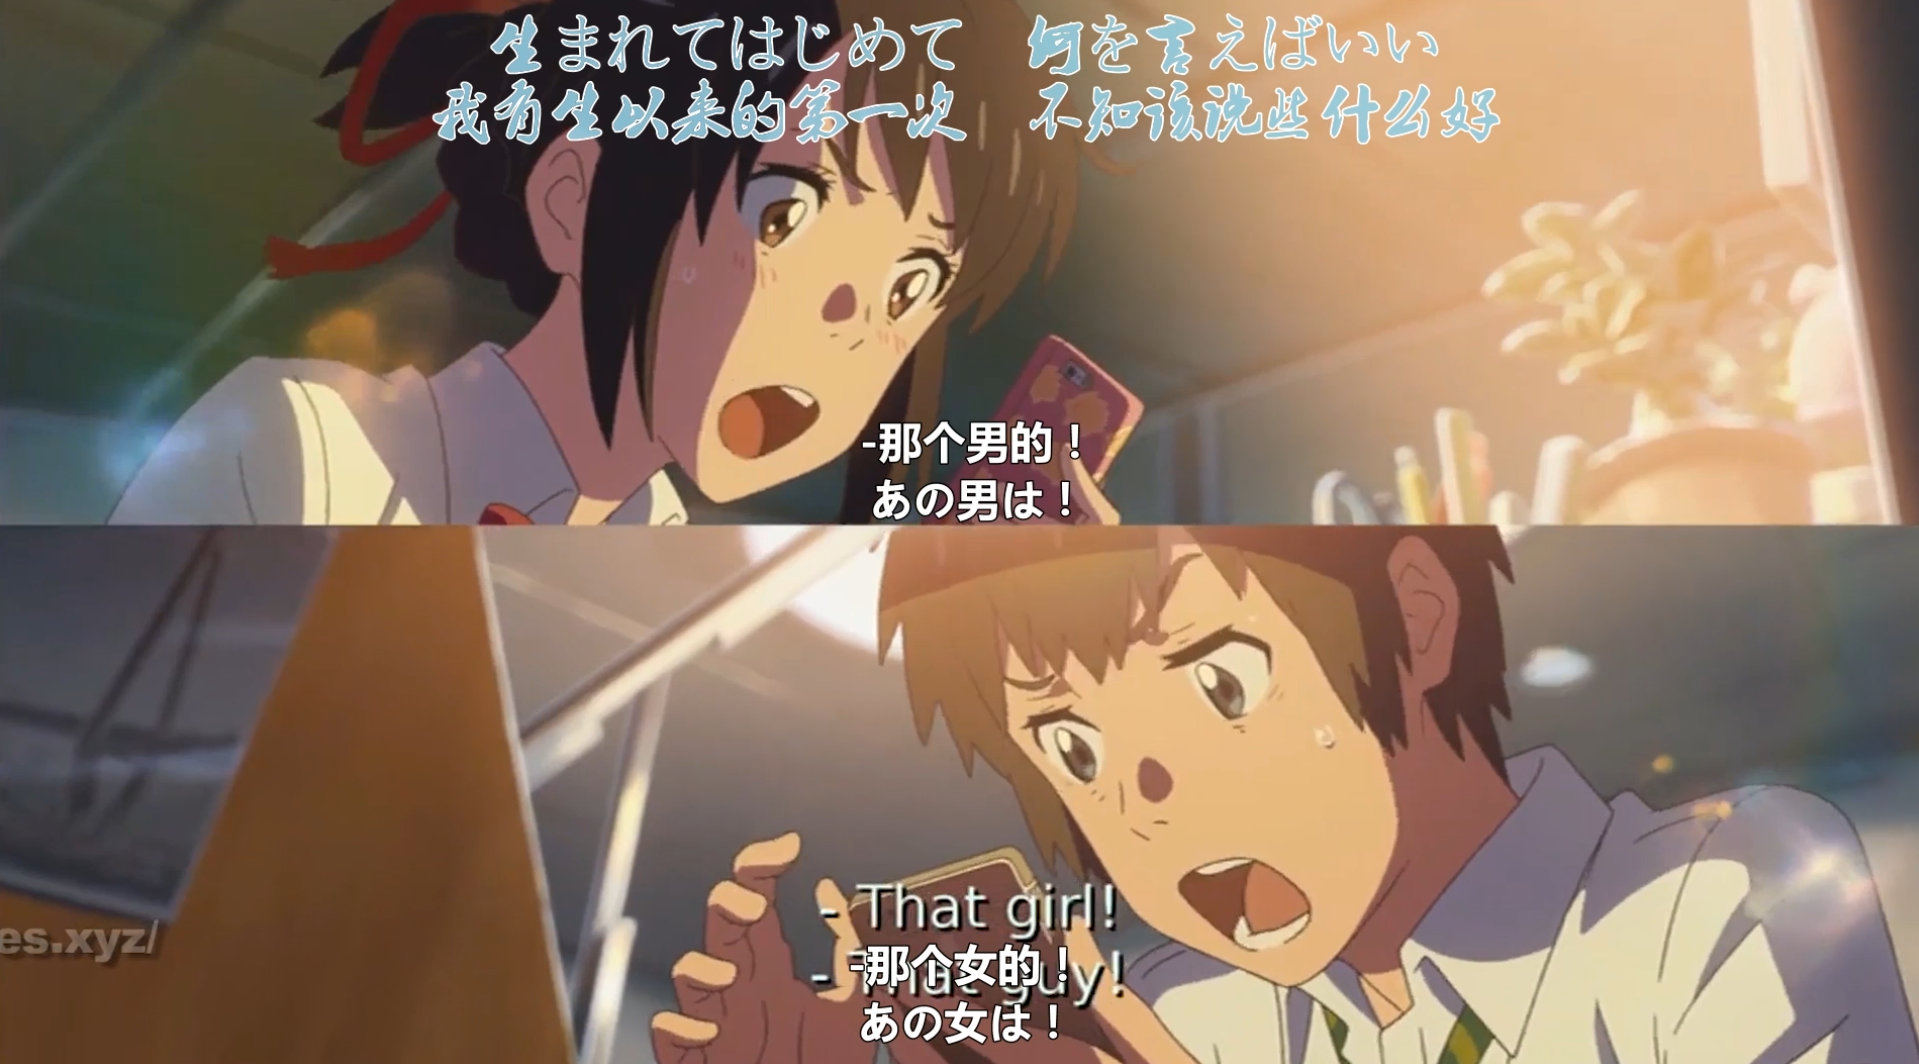 生まれてはじめて　何を言えばいい
我有生以来的第一次　不知该说些什么好
-那个男的！
あの男は！
- That girl!
es.xyz/
-那个女的！
- That guy!
あの女は！